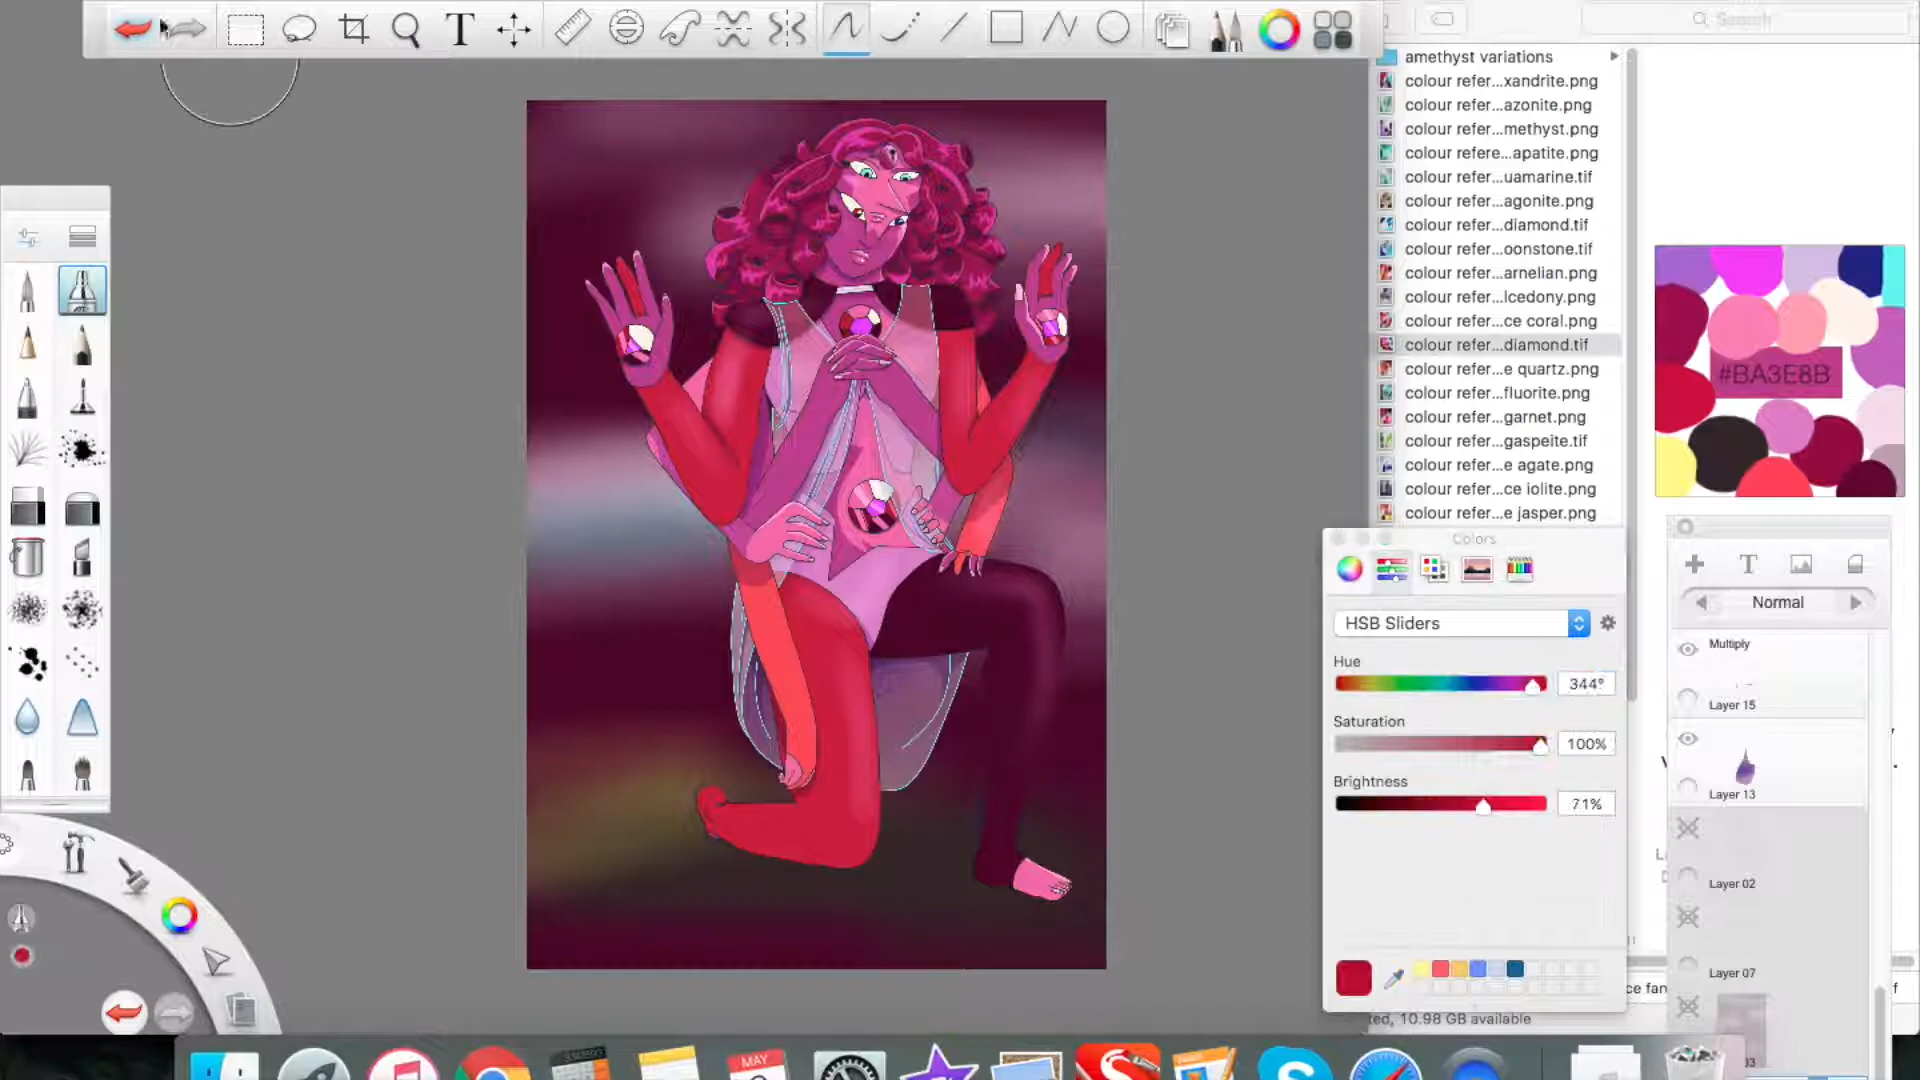 T
Search
amethyst variations
colour refer...xandrite.png
colour refer...azonite.png
colour refer...methyst.png
colour refere...apatite.png
colour refer...uamarine.tif
colour refer...agonite.png
colour refer...diamond.tif
colour refer...oonstone.tif
colour refer...arnelian.png
colour refer...lcedony.png
colour refer...ce coral.png
colour refer...diamond.tif
colour refer...e quartz.png
colour refer...fluorite.png
colour refer...garnet.png
colour refer...gaspeite.tif
colour refer...e agate.png
colour refer...ce iolite.png
colour refer...e jasper.png
#BA3E8B
Colors
HSB Sliders
Hue
344°
Saturation
100%
Brightness
71%
T
Normal
Multiply
Layer 15
Layer 13
Layer 02
Layer 07
03
ce fan
f
ted, 10.98 GB available
MAY